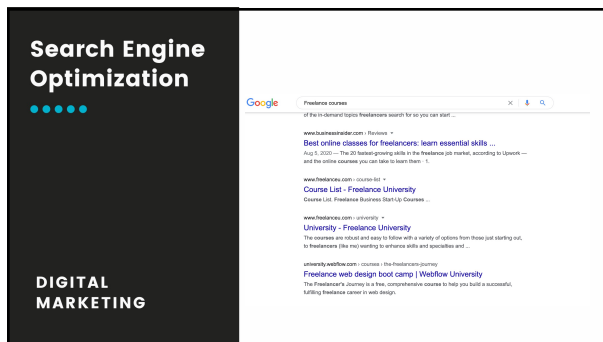 Search Engine
Optimization
DIGITAL
MARKETING
Google
Freelance courses
of the in-demand topics freelancers search for so you can start ...
www.businessinsider.com › Reviews
Best online classes for freelancers: learn essential skills ...
Aug 5, 2020 — The 20 fastest-growing skills in the freelance job market, according to Upwork —
and the online courses you can take to learn them · 1.
www.freelanceu.com › course-list
Course List - Freelance University
Course List. Freelance Business Start-Up Courses ...
www.freelanceu.com › university
University - Freelance University
The courses are robust and easy to follow with a variety of options from those just starting out,
to freelancers (like me) wanting to enhance skills and specialties and ...
university.webflow.com › courses › the-freelancers-journey
Freelance web design boot camp | Webflow University
The Freelancer's Journey is a free, comprehensive course to help you build a successful,
fulfilling freelance career in web design.